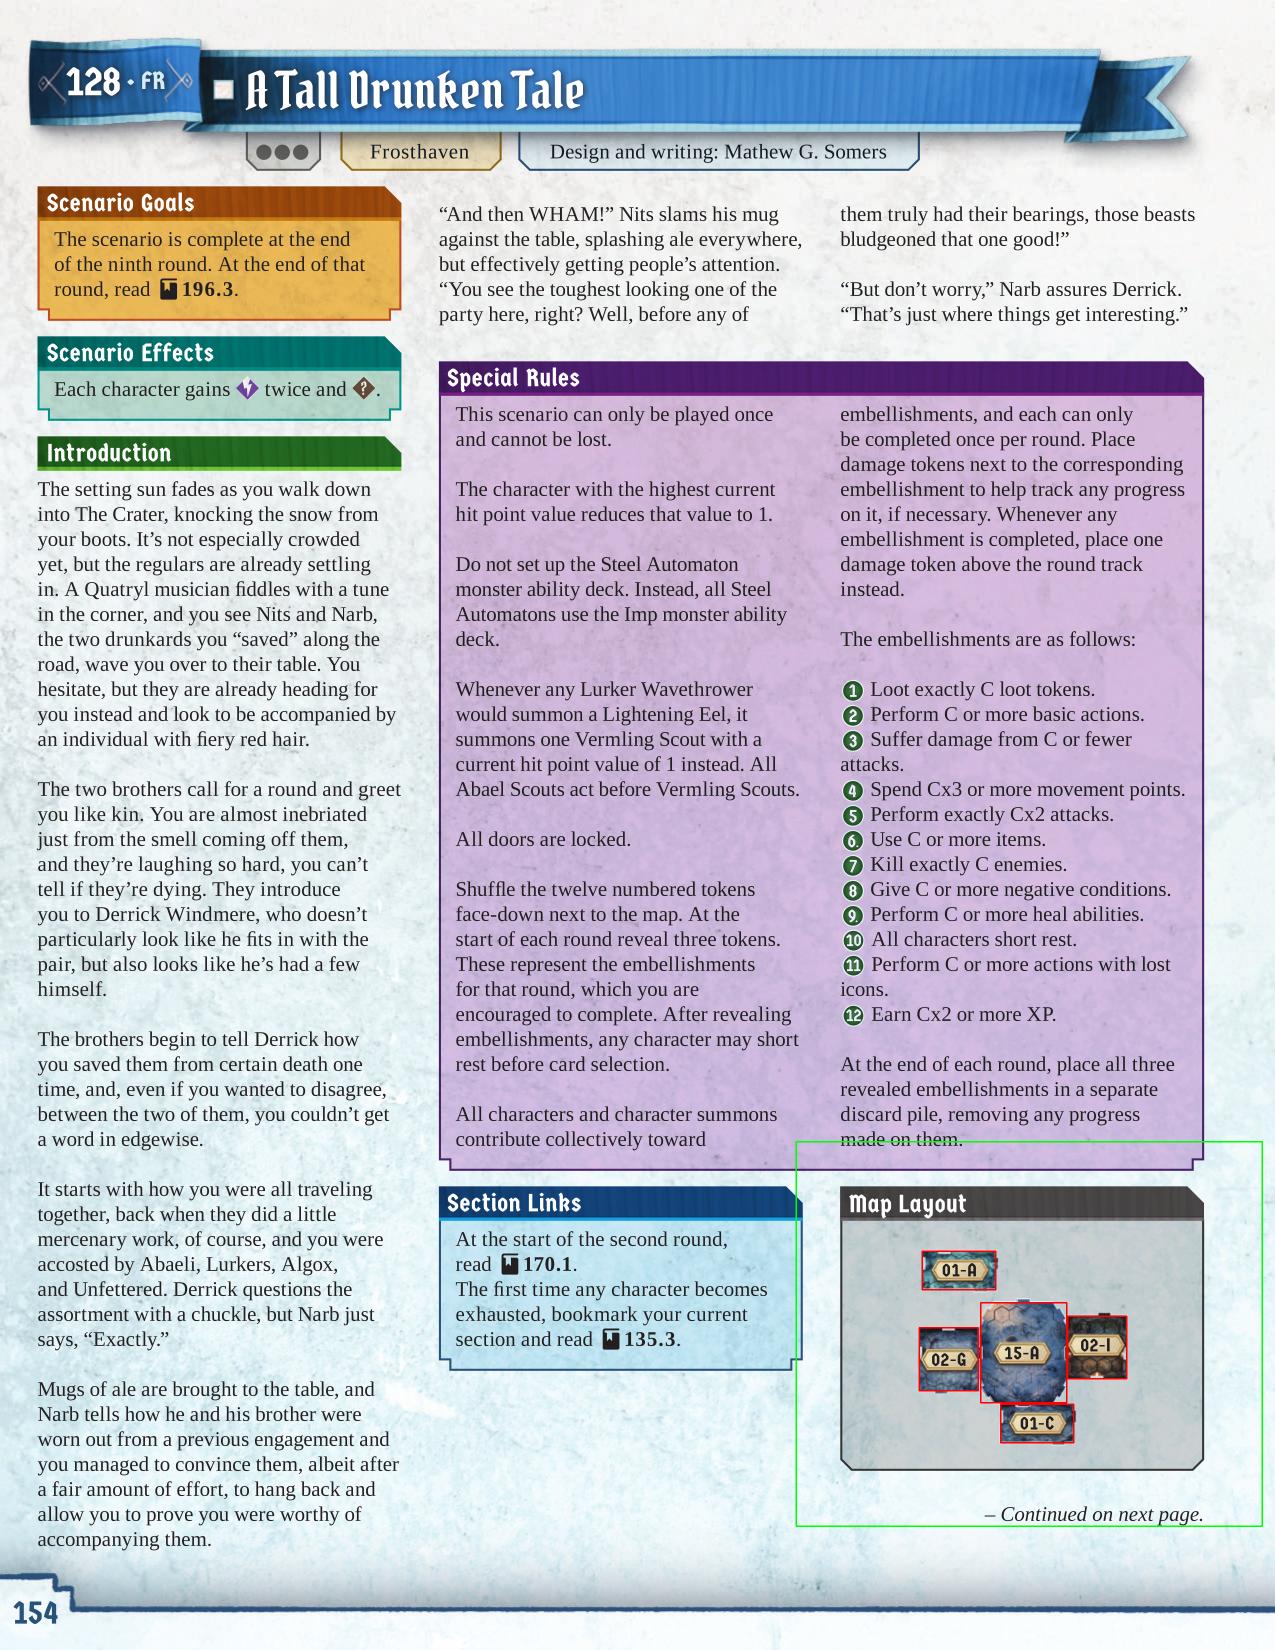 128 · FR
A Tall Drunken Tale
Frosthaven
Design and writing: Mathew G. Somers
Scenario Goals
The scenario is complete at the end
of the ninth round. At the end of that
round, read 196.3.
Scenario Effects
Each character gains twice and ?.
Introduction
The setting sun fades as you walk down
into The Crater, knocking the snow from
your boots. It’s not especially crowded
yet, but the regulars are already settling
in. A Quatryl musician fiddles with a tune
in the corner, and you see Nits and Narb,
the two drunkards you “saved” along the
road, wave you over to their table. You
hesitate, but they are already heading for
you instead and look to be accompanied by
an individual with fiery red hair.
The two brothers call for a round and greet
you like kin. You are almost inebriated
just from the smell coming off them,
and they’re laughing so hard, you can’t
tell if they’re dying. They introduce
you to Derrick Windmere, who doesn’t
particularly look like he fits in with the
pair, but also looks like he’s had a few
himself.
The brothers begin to tell Derrick how
you saved them from certain death one
time, and, even if you wanted to disagree,
between the two of them, you couldn’t get
a word in edgewise.
It starts with how you were all traveling
together, back when they did a little
mercenary work, of course, and you were
accosted by Abaeli, Lurkers, Algox,
and Unfettered. Derrick questions the
assortment with a chuckle, but Narb just
says, “Exactly.”
Mugs of ale are brought to the table, and
Narb tells how he and his brother were
worn out from a previous engagement and
you managed to convince them, albeit after
a fair amount of effort, to hang back and
allow you to prove you were worthy of
accompanying them.
“And then WHAM!” Nits slams his mug
against the table, splashing ale everywhere,
but effectively getting people’s attention.
“You see the toughest looking one of the
party here, right? Well, before any of
them truly had their bearings, those beasts
bludgeoned that one good!”
“But don’t worry,” Narb assures Derrick.
“That’s just where things get interesting.”
Special Rules
This scenario can only be played once
and cannot be lost.
The character with the highest current
hit point value reduces that value to 1.
Do not set up the Steel Automaton
monster ability deck. Instead, all Steel
Automatons use the Imp monster ability
deck.
Whenever any Lurker Wavethrower
would summon a Lightening Eel, it
summons one Vermling Scout with a
current hit point value of 1 instead. All
Abael Scouts act before Vermling Scouts.
All doors are locked.
Shuffle the twelve numbered tokens
face-down next to the map. At the
start of each round reveal three tokens.
These represent the embellishments
for that round, which you are
encouraged to complete. After revealing
embellishments, any character may short
rest before card selection.
All characters and character summons
contribute collectively toward
embellishments, and each can only
be completed once per round. Place
damage tokens next to the corresponding
embellishment to help track any progress
on it, if necessary. Whenever any
embellishment is completed, place one
damage token above the round track
instead.
The embellishments are as follows:
1 Loot exactly C loot tokens.
2 Perform C or more basic actions.
3 Suffer damage from C or fewer
attacks.
4 Spend Cx3 or more movement points.
5 Perform exactly Cx2 attacks.
6. Use C or more items.
7 Kill exactly C enemies.
8 Give C or more negative conditions.
9. Perform C or more heal abilities.
10 All characters short rest.
11 Perform C or more actions with lost
icons.
12 Earn Cx2 or more XP.
At the end of each round, place all three
revealed embellishments in a separate
discard pile, removing any progress
made on them.
Section Links
At the start of the second round,
read 170.1.
The first time any character becomes
exhausted, bookmark your current
section and read 135.3.
Map Layout
01-A
02-G
15-A
02-I
01-C
– Continued on next page.
154